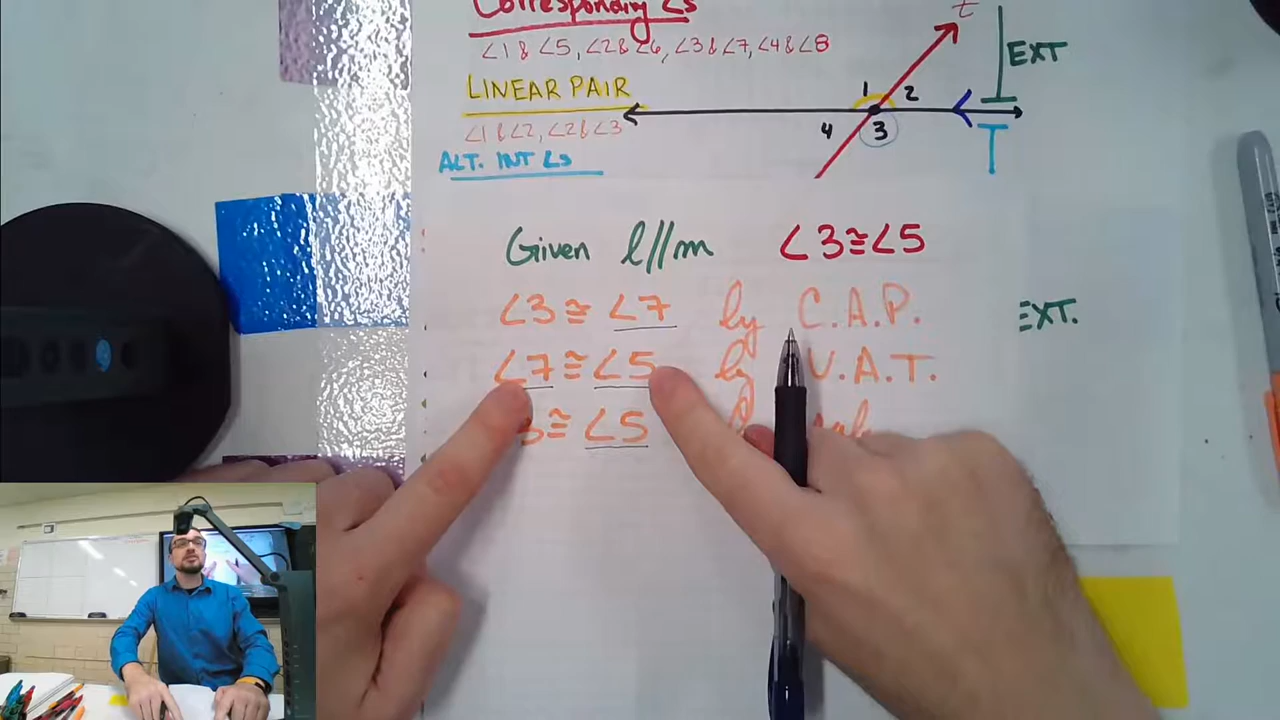 Corresponding ∠s
∠1 & ∠5, ∠2 & ∠6, ∠3 & ∠7, ∠4 & ∠8
LINEAR PAIR
∠1 & ∠2, ∠2 & ∠3
ALT. INT ∠s
t
EXT
1 2
4 3
Given l//m ∠3≅∠5
∠3≅∠7 by C.A.P.
EXT.
∠7≅∠5 by V.A.T.
≅∠5